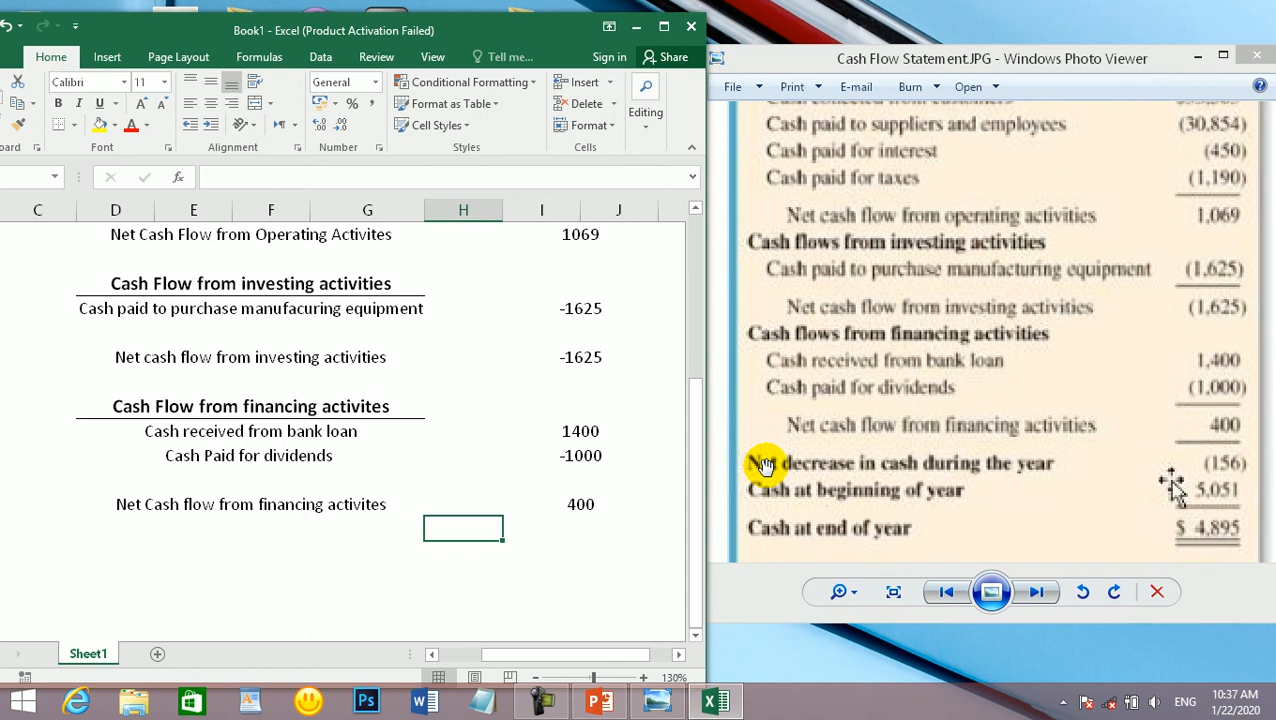 Book1 - Excel (Product Activation Failed)
Home Insert Page Layout Formulas Data Review View Tell me... Sign in Share
Calibri 11 General Conditional Formatting Insert
B I U A A % , Format as Table Delete Editing
A Cell Styles Format
oard Font Alignment Number Styles Cells
fx
C D E F G H I J
Net Cash Flow from Operating Activites 1069
Cash Flow from investing activities
Cash paid to purchase manufacuring equipment -1625
Net cash flow from investing activities -1625
Cash Flow from financing activites
Cash received from bank loan 1400
Cash Paid for dividends -1000
Net Cash flow from financing activities 400
Sheet1
130%
Cash Flow Statement.JPG - Windows Photo Viewer
File Print E-mail Burn Open
Cash paid to suppliers and employees (30,854)
Cash paid for interest (450)
Cash paid for taxes (1,190)
Net cash flow from operating activities 1,069
Cash flows from investing activities
Cash paid to purchase manufacturing equipment (1,625)
Net cash flow from investing activities (1,625)
Cash flows from financing activities
Cash received from bank loan 1,400
Cash paid for dividends (1,000)
Net cash flow from financing activities 400
Net decrease in cash during the year (156)
Cash at beginning of year 5,051
Cash at end of year $ 4,895
ENG 10:37 AM
1/22/2020